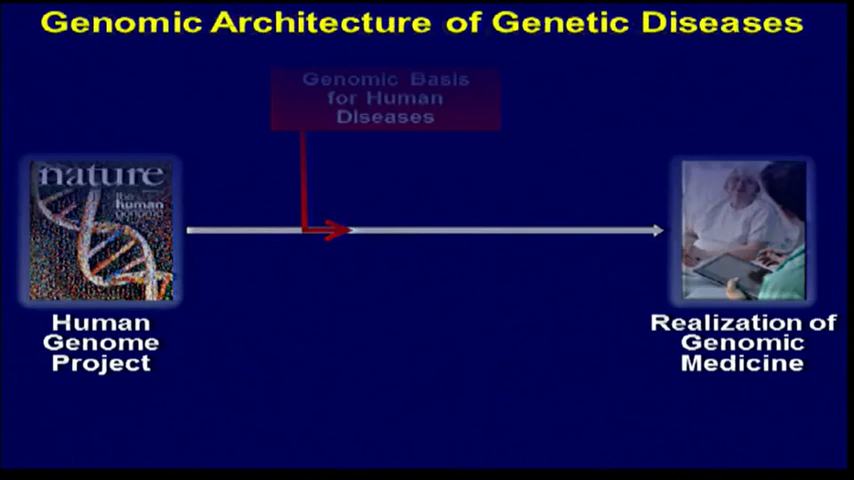 Genomic Architecture of Genetic Diseases
Genomic Basis
for Human
Diseases
nature
the
human
genome
Human
Genome
Project
Realization of
Genomic
Medicine